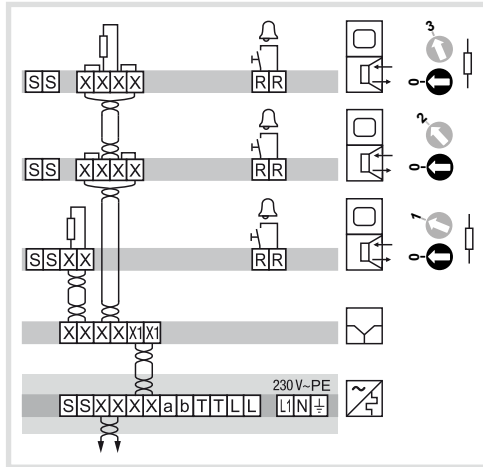 3
S S X X X X R R
0
2
S S X X X X R R
0
1
S S X X R R
0
X X X X X1 X1
230 V~PE
S S X X X X a b T T L L L1 N